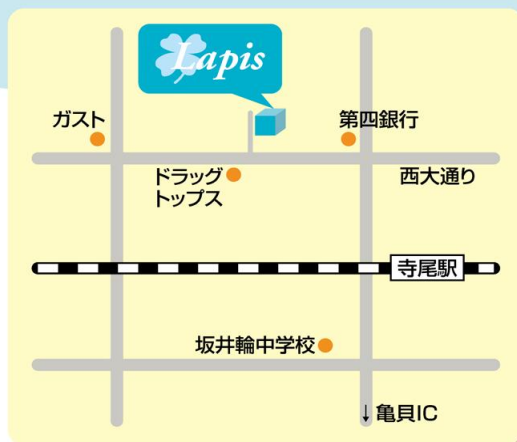 Lapis
ガスト
第四銀行
ドラッグ
トップス
西大通り
寺尾駅
坂井輪中学校
↓亀貝IC